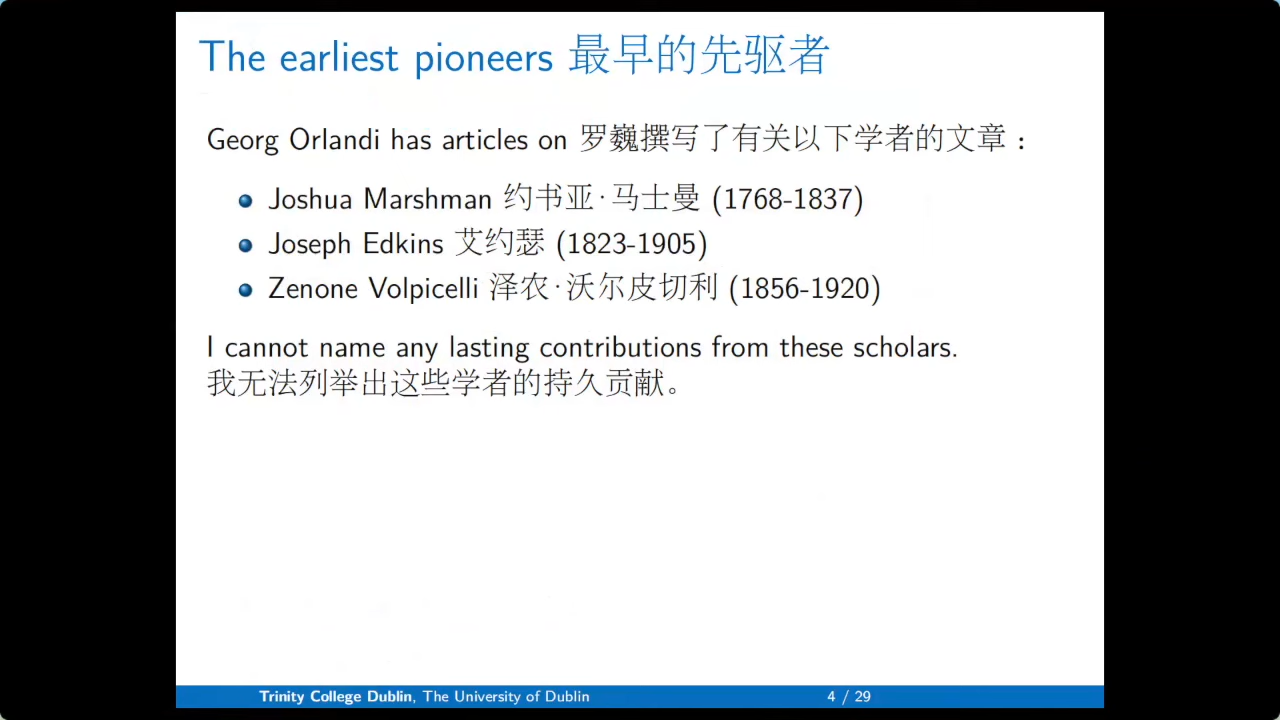 The earliest pioneers 最早的先驱者
Georg Orlandi has articles on 罗巍撰写了有关以下学者的文章：
Joshua Marshman 约书亚·马士曼 (1768-1837)
Joseph Edkins 艾约瑟 (1823-1905)
Zenone Volpicelli 泽农·沃尔皮切利 (1856-1920)
I cannot name any lasting contributions from these scholars.
我无法列举出这些学者的持久贡献。
Trinity College Dublin, The University of Dublin 4 / 29